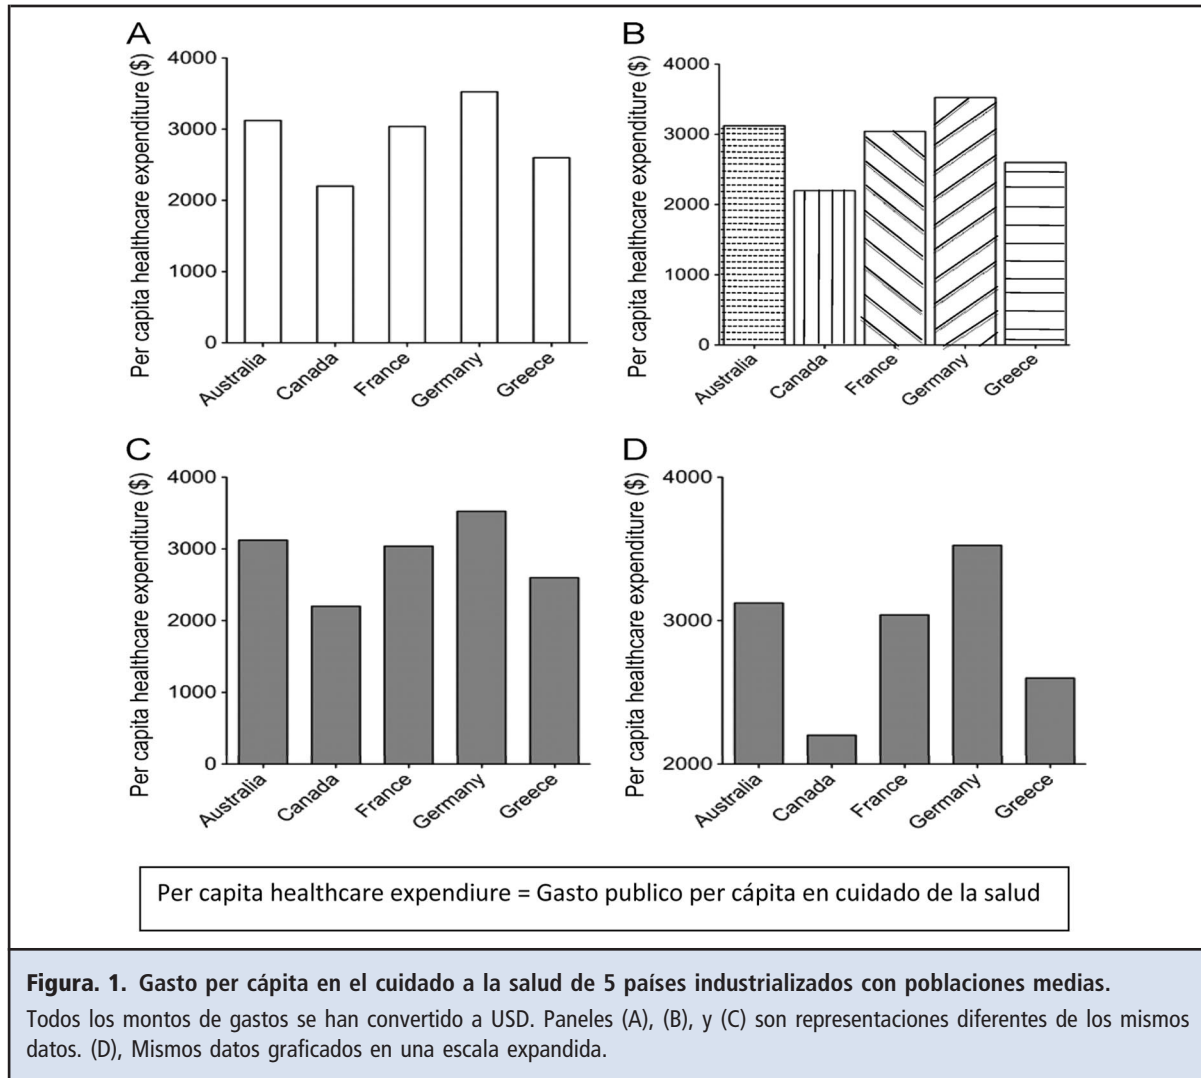 A
Per capita healthcare expenditure ($)
4000
3000
2000
1000
0
Australia
Canada
France
Germany
Greece
B
Per capita healthcare expenditure ($)
4000
3000
2000
1000
0
Australia
Canada
France
Germany
Greece
C
Per capita healthcare expenditure ($)
4000
3000
2000
1000
0
Australia
Canada
France
Germany
Greece
D
Per capita healthcare expenditure ($)
4000
3000
2000
Australia
Canada
France
Germany
Greece
Per capita healthcare expendiure = Gasto publico per cápita en cuidado de la salud
Figura. 1. Gasto per cápita en el cuidado a la salud de 5 países industrializados con poblaciones medias.
Todos los montos de gastos se han convertido a USD. Paneles (A), (B), y (C) son representaciones diferentes de los mismos
datos. (D), Mismos datos graficados en una escala expandida.